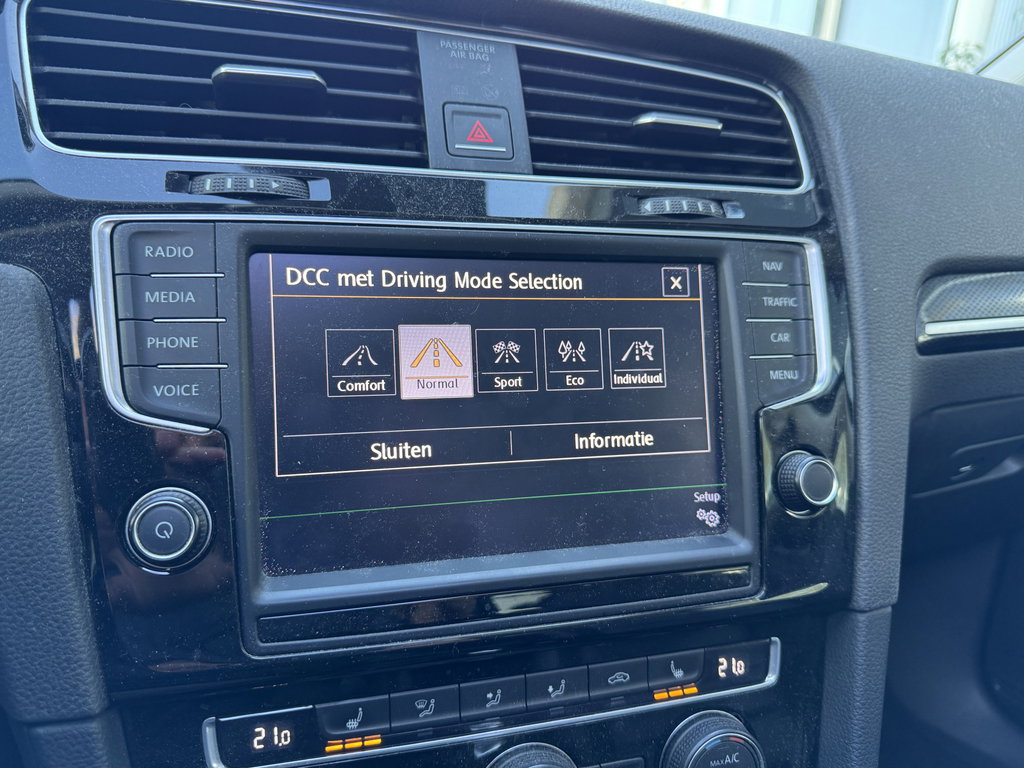 PASSENGER
AIR BAG
RADIO
MEDIA
PHONE
VOICE
DCC met Driving Mode Selection
Comfort
Normal
Sport
Eco
Individual
Sluiten
Informatie
Setup
NAV
TRAFFIC
CAR
MENU
21.0
21.0
MAX A/C